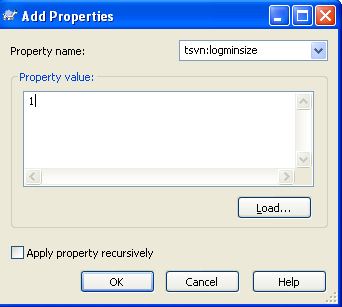 Add Properties
Property name:
tsvn:logminsize
Property value:
1
Load...
Apply property recursively
OK
Cancel
Help